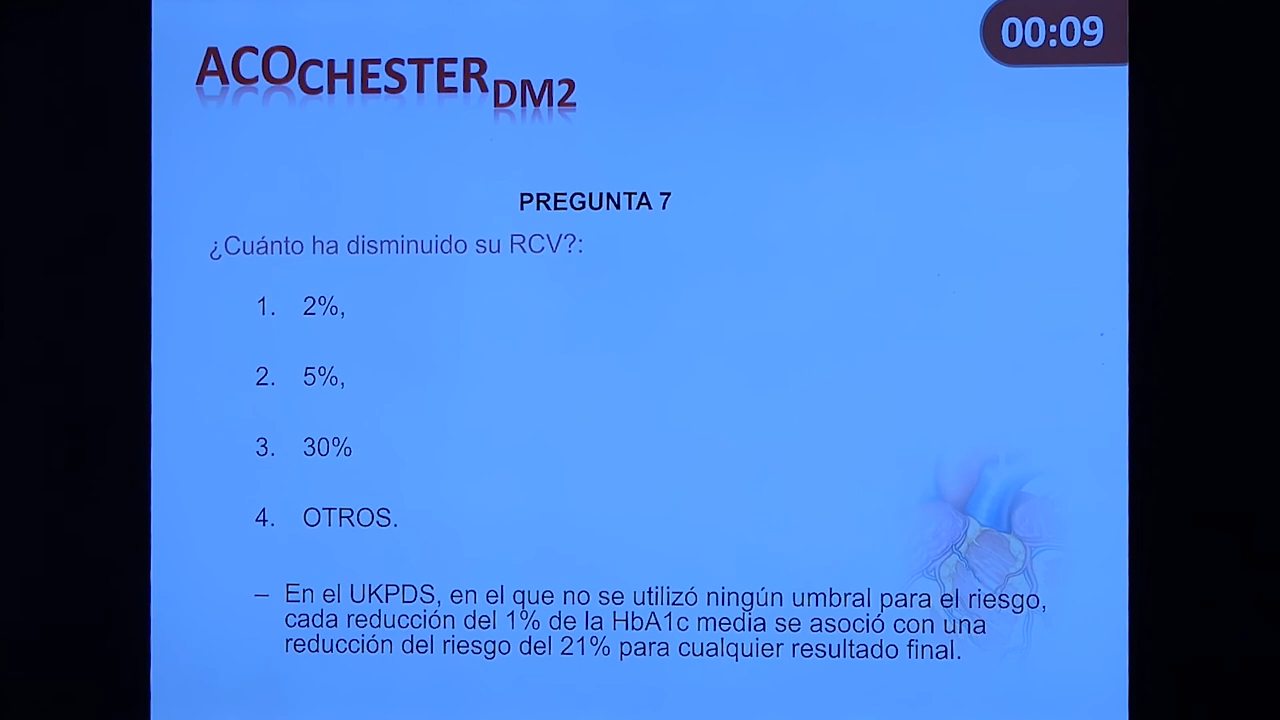 00:09
ACOCHESTER DM2
PREGUNTA 7
¿Cuánto ha disminuido su RCV?:
1. 2%,
2. 5%,
3. 30%
4. OTROS.
– En el UKPDS, en el que no se utilizó ningún umbral para el riesgo,
cada reducción del 1% de la HbA1c media se asoció con una
reducción del riesgo del 21% para cualquier resultado final.